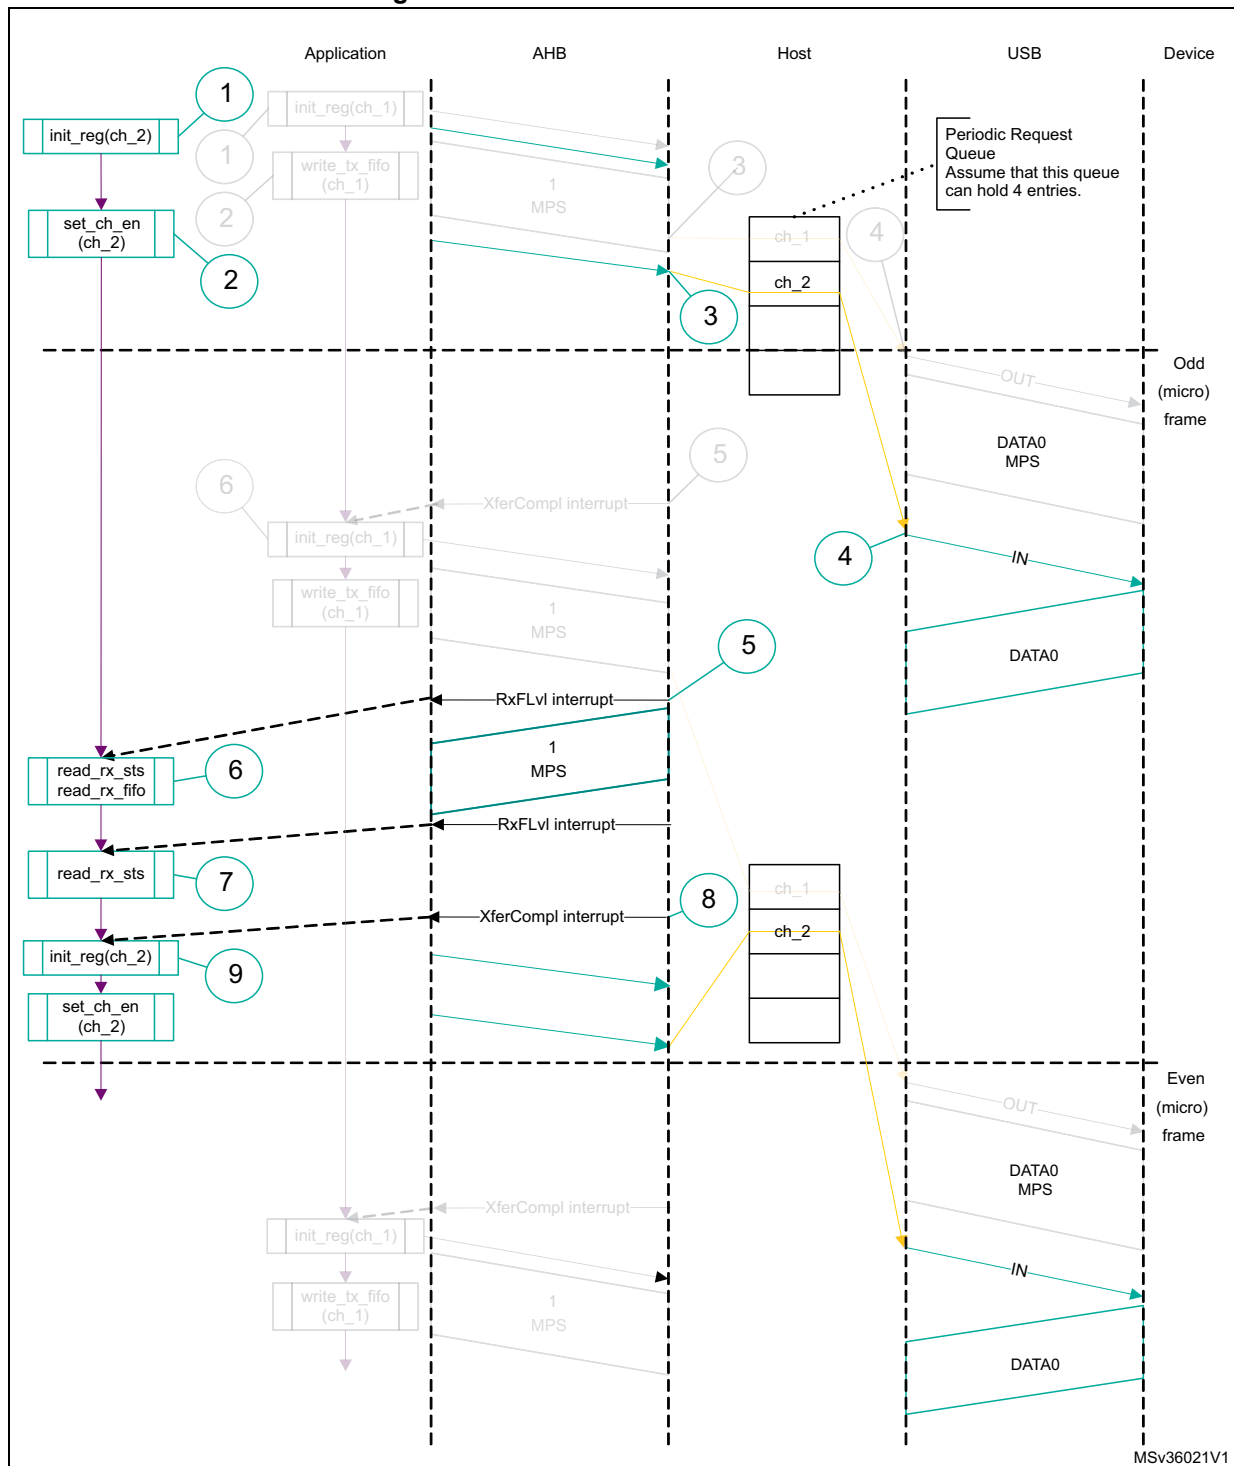 Application AHB Host USB Device
1
init_reg(ch_1)
init_reg(ch_2)
1
Periodic Request
Queue
Assume that this queue
can hold 4 entries.
write_tx_fifo
(ch_1)
1
MPS
3
2
set_ch_en
(ch_2)
ch_1
4
2
ch_2
3
Odd
(micro)
frame
OUT
DATA0
MPS
5
6
XferCompl interrupt
init_reg(ch_1)
4
IN
write_tx_fifo
(ch_1)
1
MPS
5
DATA0
RxFLvl interrupt
1
MPS
read_rx_sts
read_rx_fifo
6
RxFLvl interrupt
read_rx_sts
7
ch_1
8
XferCompl interrupt
ch_2
init_reg(ch_2)
9
set_ch_en
(ch_2)
Even
(micro)
frame
OUT
DATA0
MPS
XferCompl interrupt
init_reg(ch_1)
IN
write_tx_fifo
(ch_1)
1
MPS
DATA0
MSv36021V1